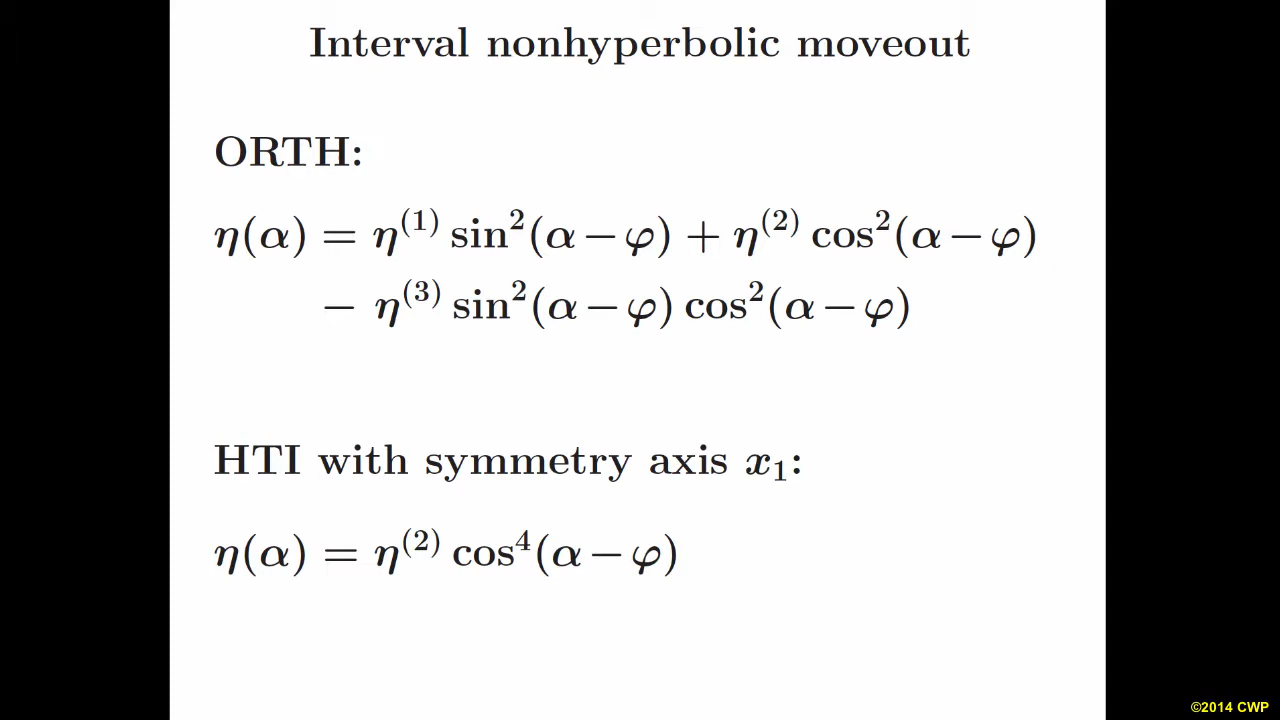 Interval nonhyperbolic moveout
ORTH:
η(α) = η⁽¹⁾ sin²(α − φ) + η⁽²⁾ cos²(α − φ)
− η⁽³⁾ sin²(α − φ) cos²(α − φ)
HTI with symmetry axis x₁:
η(α) = η⁽²⁾ cos⁴(α − φ)
©2014 CWP